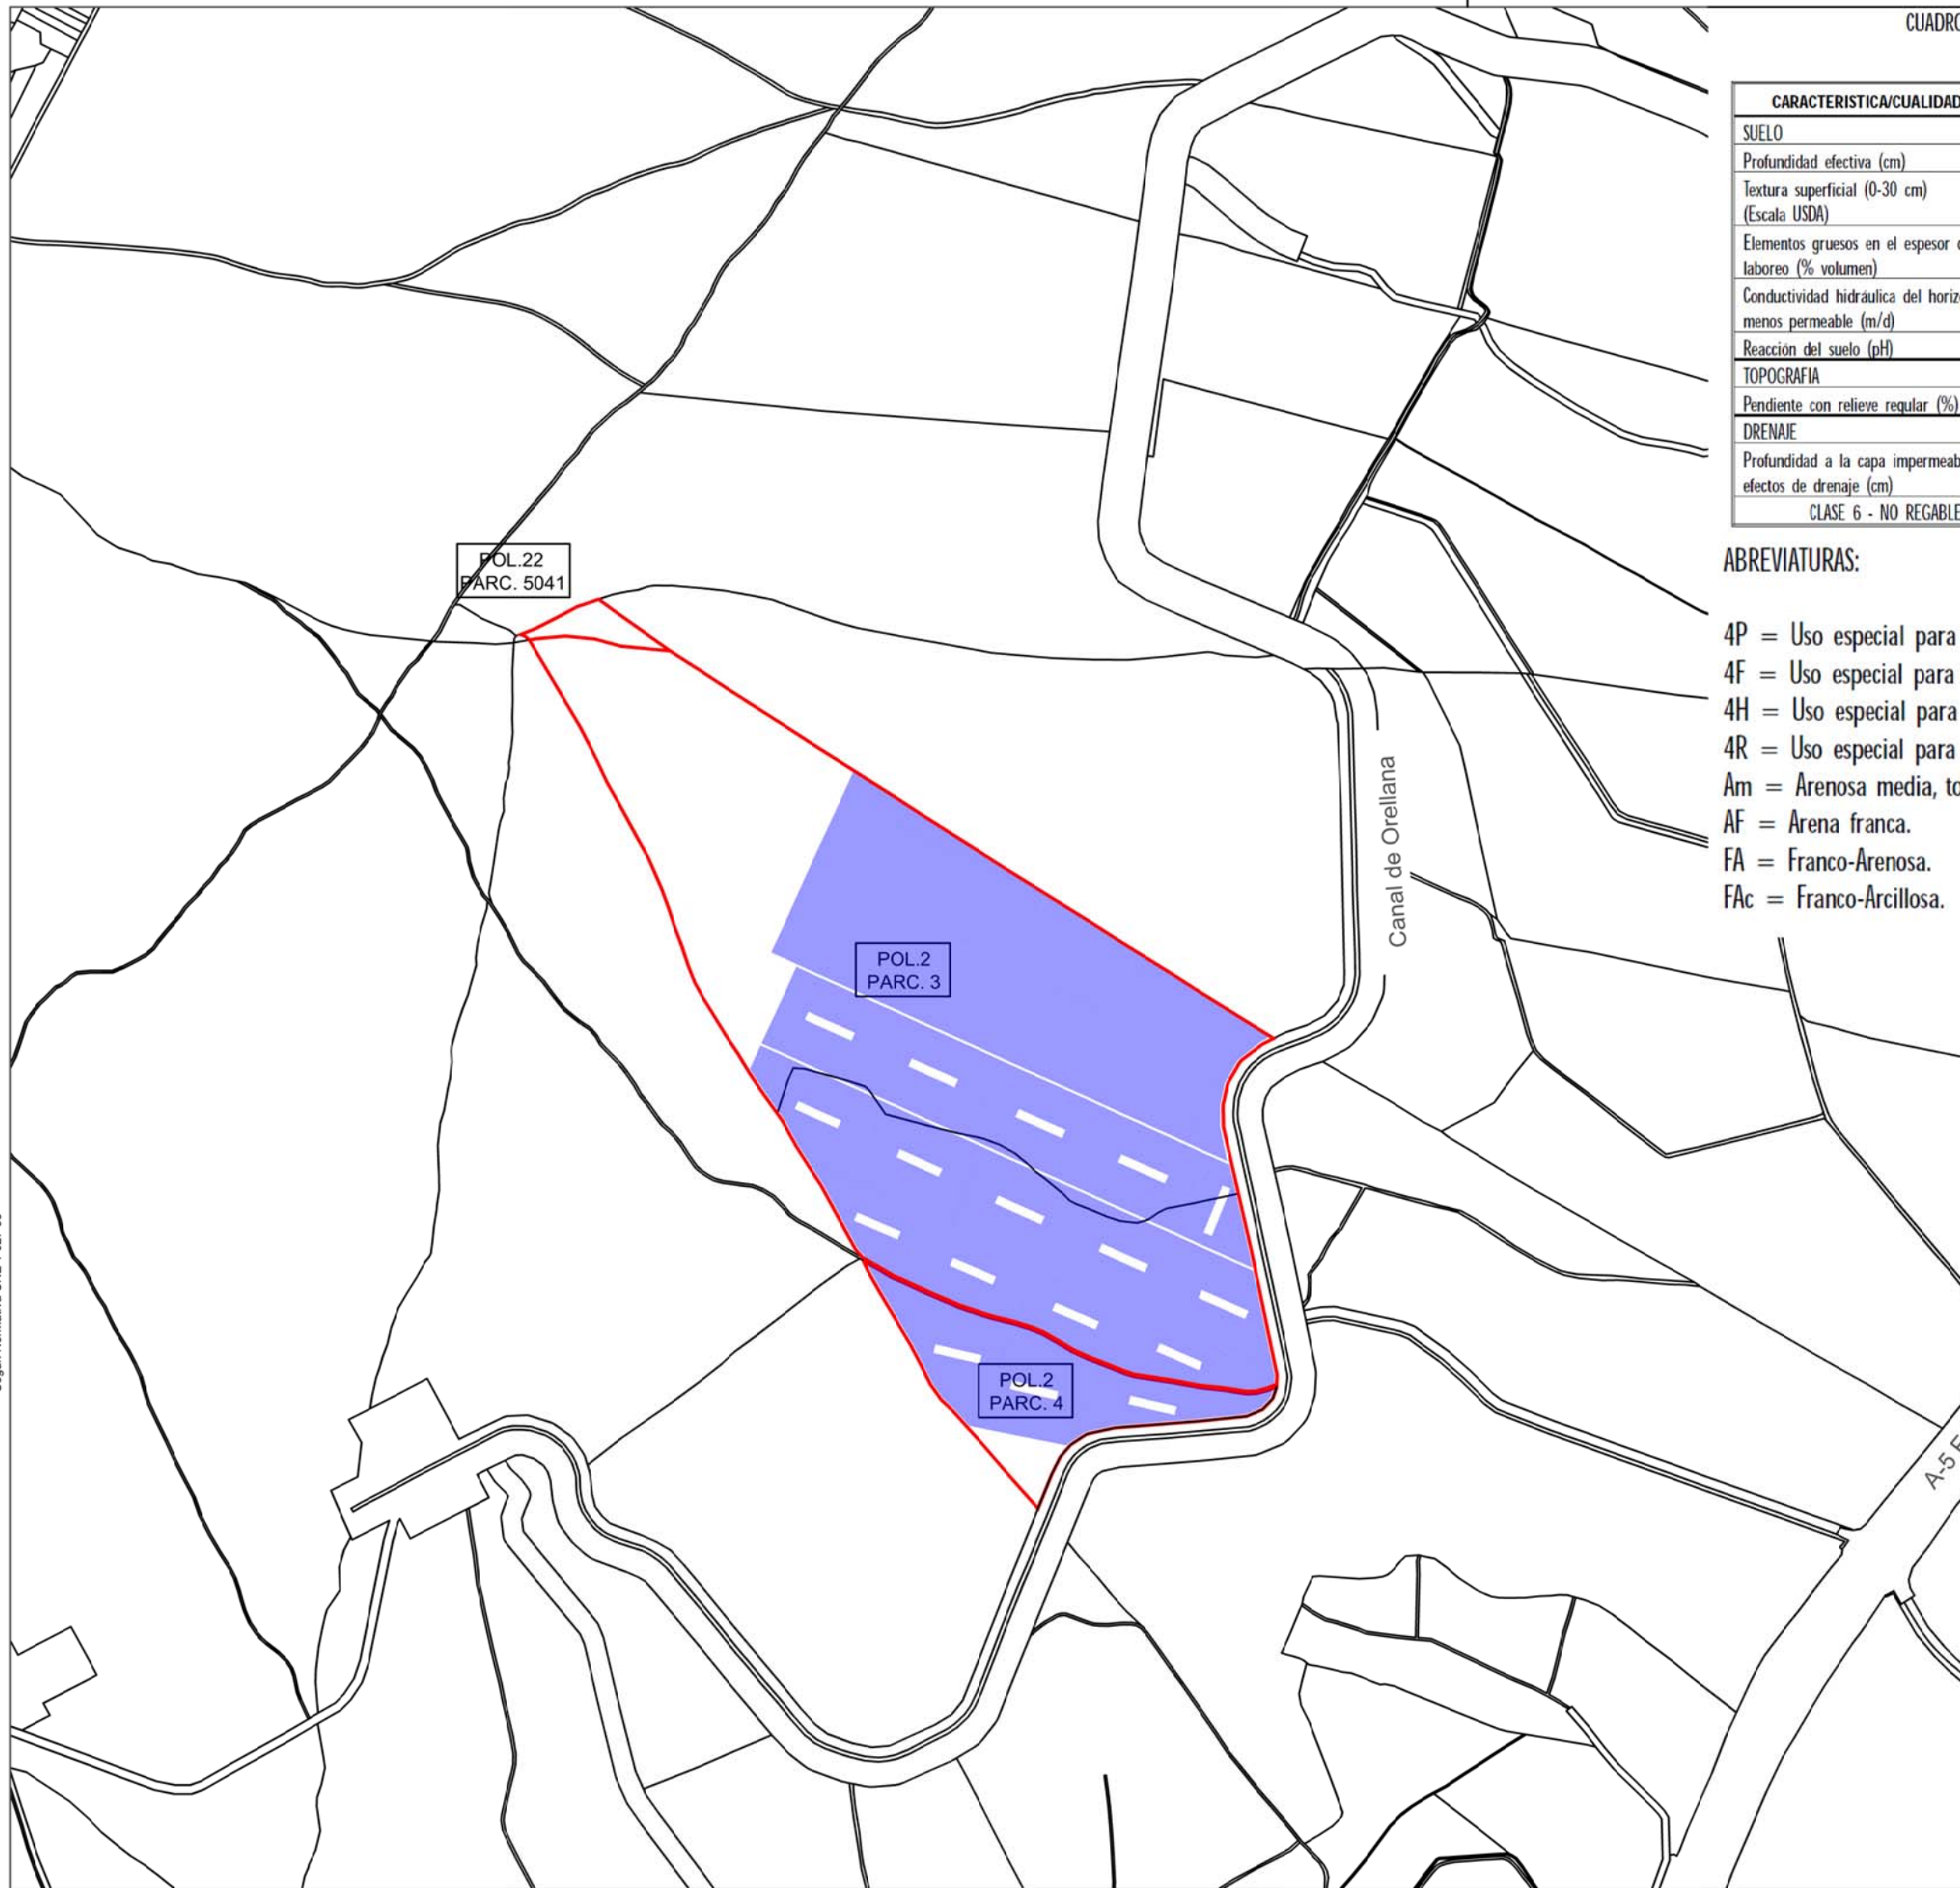 CUADRO
CARACTERISTICA/CUALIDAD
SUELO
Profundidad efectiva (cm)
Textura superficial (0-30 cm)
(Escala USDA)
Elementos gruesos en el espesor
laboreo (% volumen)
Conductividad hidráulica del
menos permeable (m/d)
Reacción del suelo (pH)
TOPOGRAFIA
Pendiente con relieve regular (%)
DRENAJE
Profundidad a la capa
efectos de drenaje (cm)
CLASE 6 - NO REGABLE
ABREVIATURAS:
4P = Uso especial para
4F = Uso especial para
4H = Uso especial para
4R = Uso especial para
Am = Arenosa media,
AF = Arena franca.
FA = Franco-Arenosa.
FAc = Franco-Arcillosa.
POL.22
PARC. 5041
Canal de Orellana
POL.2
PARC. 3
POL.2
PARC. 4
A-5